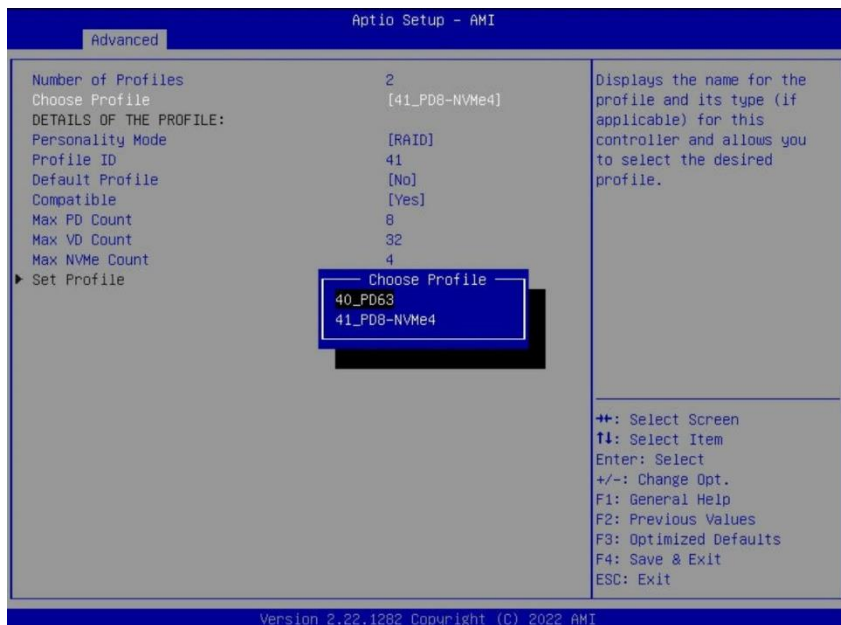 Aptio Setup - AMI
Advanced
Number of Profiles 2
Choose Profile [41_PD8-NVMe4]
DETAILS OF THE PROFILE:
Personality Mode [RAID]
Profile ID 41
Default Profile [No]
Compatible [Yes]
Max PD Count 8
Max VD Count 32
Max NVMe Count 4
Set Profile
Choose Profile
40_PD63
41_PD8-NVMe4
Displays the name for the
profile and its type (if
applicable) for this
controller and allows you
to select the desired
profile.
→←: Select Screen
↑↓: Select Item
Enter: Select
+/-: Change Opt.
F1: General Help
F2: Previous Values
F3: Optimized Defaults
F4: Save & Exit
ESC: Exit
Version 2.22.1282 Copyright (C) 2022 AMI